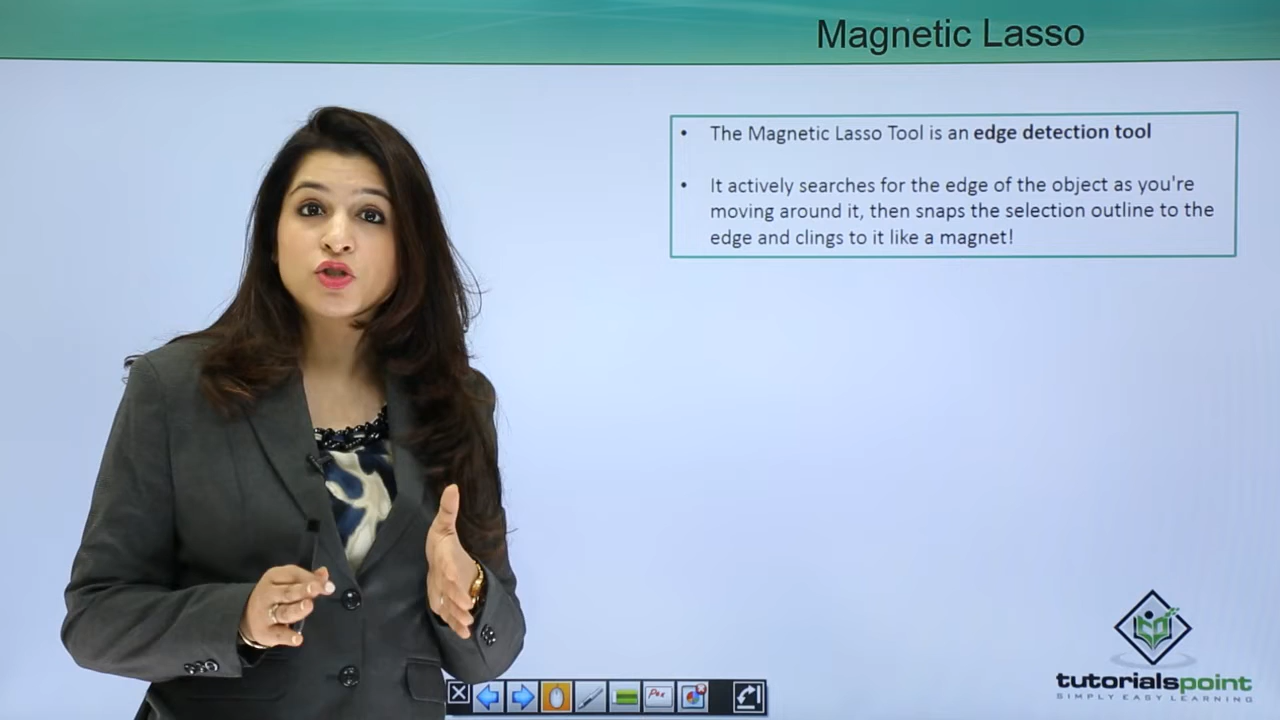 Magnetic Lasso
• The Magnetic Lasso Tool is an edge detection tool
• It actively searches for the edge of the object as you're
moving around it, then snaps the selection outline to the
edge and clings to it like a magnet!
Pen
tutorialspoint
SIMPLY EASY LEARNING